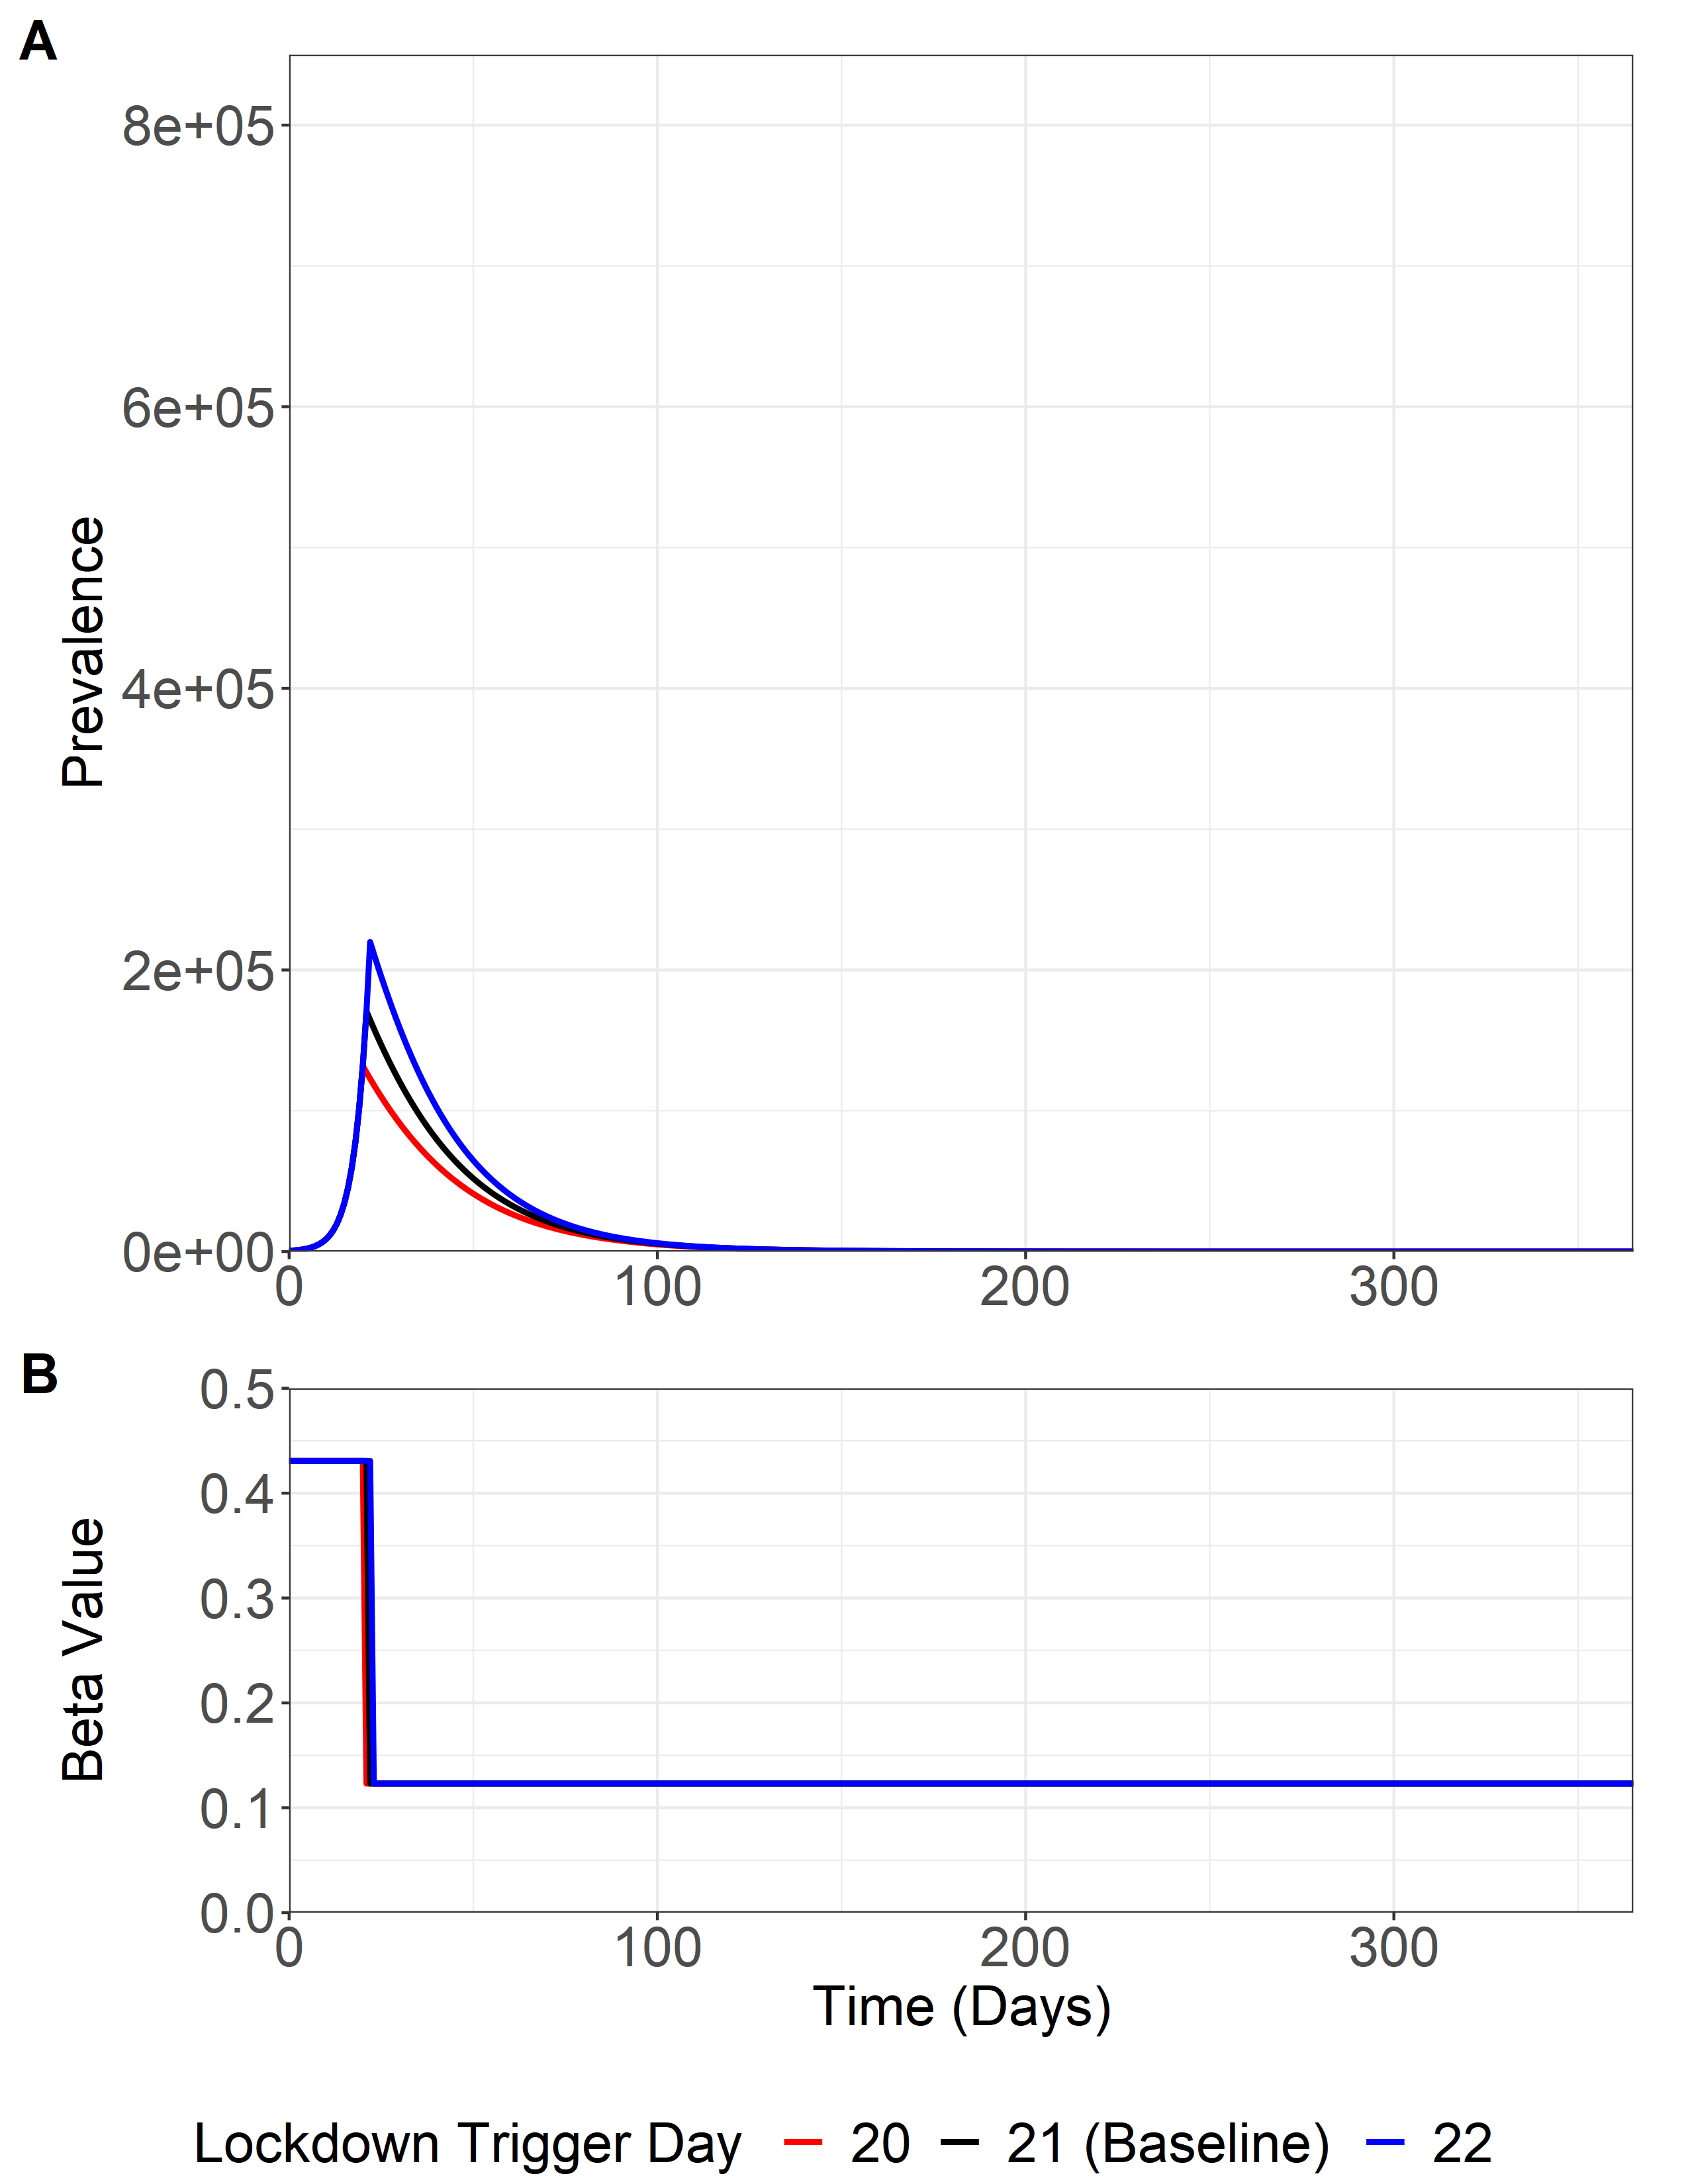 A
8e+05
6e+05
4e+05
2e+05
0e+00
Prevalence
0 100 200 300
B
0.5
0.4
0.3
0.2
0.1
0.0
Beta Value
0 100 200 300
Time (Days)
Lockdown Trigger Day 20 21 (Baseline) 22